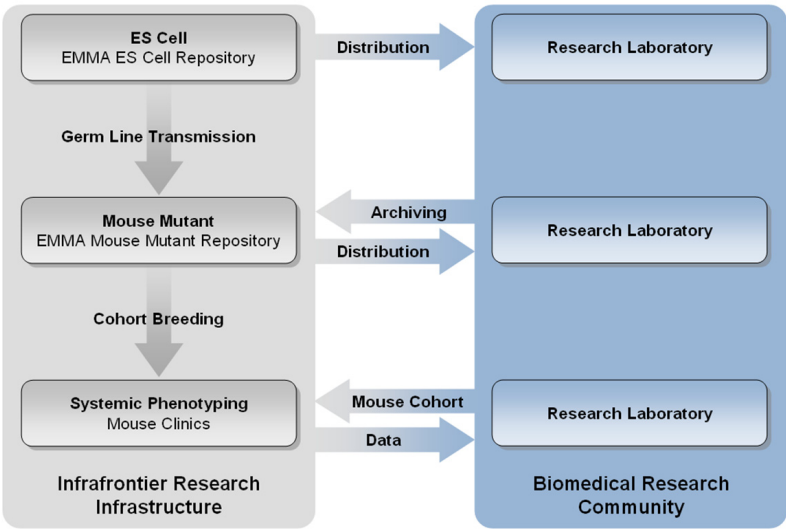 ES Cell
EMMA ES Cell Repository
Distribution
Research Laboratory
Germ Line Transmission
Mouse Mutant
EMMA Mouse Mutant Repository
Archiving
Distribution
Research Laboratory
Cohort Breeding
Systemic Phenotyping
Mouse Clinics
Mouse Cohort
Data
Research Laboratory
Infrafrontier Research
Infrastructure
Biomedical Research
Community